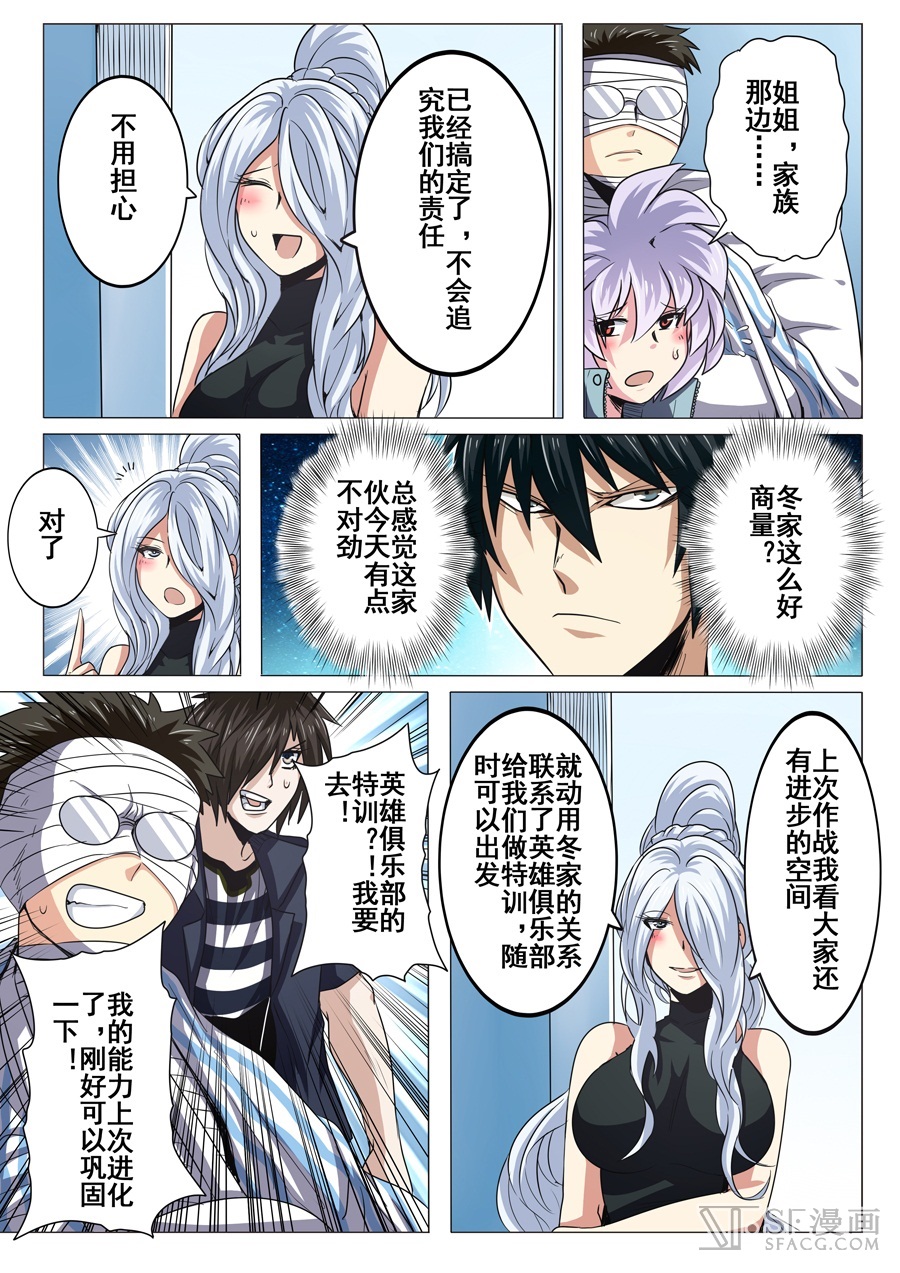 姐姐，家族
那边……
已经搞定了，不会追
究我们的责任
不用担心
冬家这么好
商量？
总感觉这家
伙今天有点
不对劲
对了
上次作战我看大家还
有进步的空间
就动用冬家的关系
联系了英雄俱乐部
给我们做特训，随
时可以出发
英雄俱乐部的
特训？！我要
去！
我的能力上次进化
了，刚好可以巩固
一下！
SF漫画
SFACG.COM